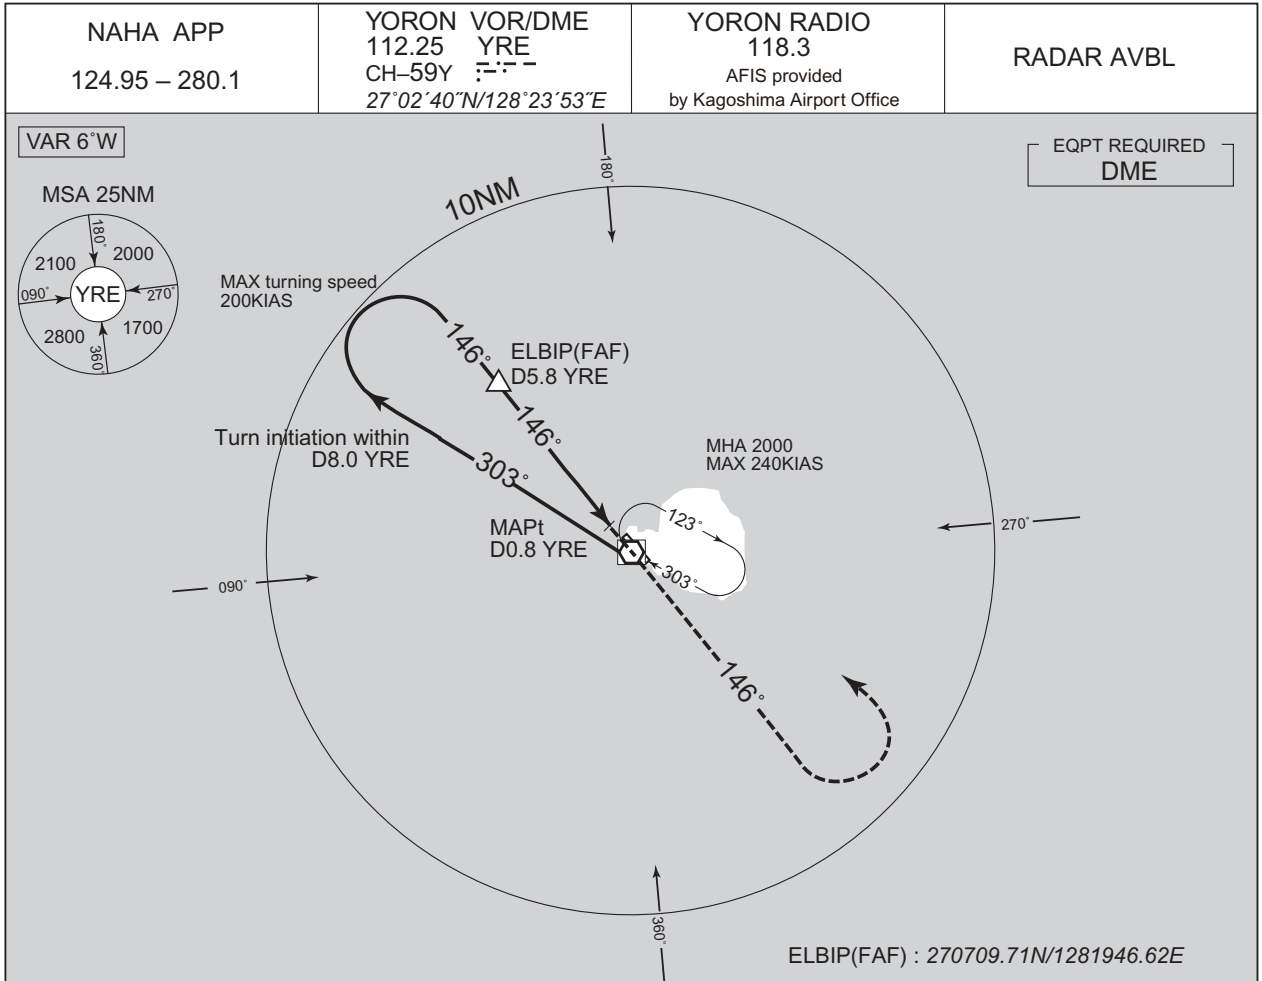 NAHA APP
124.95 – 280.1
YORON VOR/DME
112.25 YRE
CH–59Y
27˚02´40˝N/128˚23´53˝E
YORON RADIO
118.3
AFIS provided
by Kagoshima Airport Office
RADAR AVBL
VAR 6˚W
EQPT REQUIRED
DME
MSA 25NM
180˚
2100
2000
090˚
YRE
270˚
2800
1700
360˚
10NM
180˚
MAX turning speed
200KIAS
146˚
ELBIP(FAF)
D5.8 YRE
146˚
Turn initiation within
D8.0 YRE
303˚
MHA 2000
MAX 240KIAS
MAPt
D0.8 YRE
123˚
303˚
270˚
090˚
146˚
360˚
ELBIP(FAF) : 270709.71N/1281946.62E